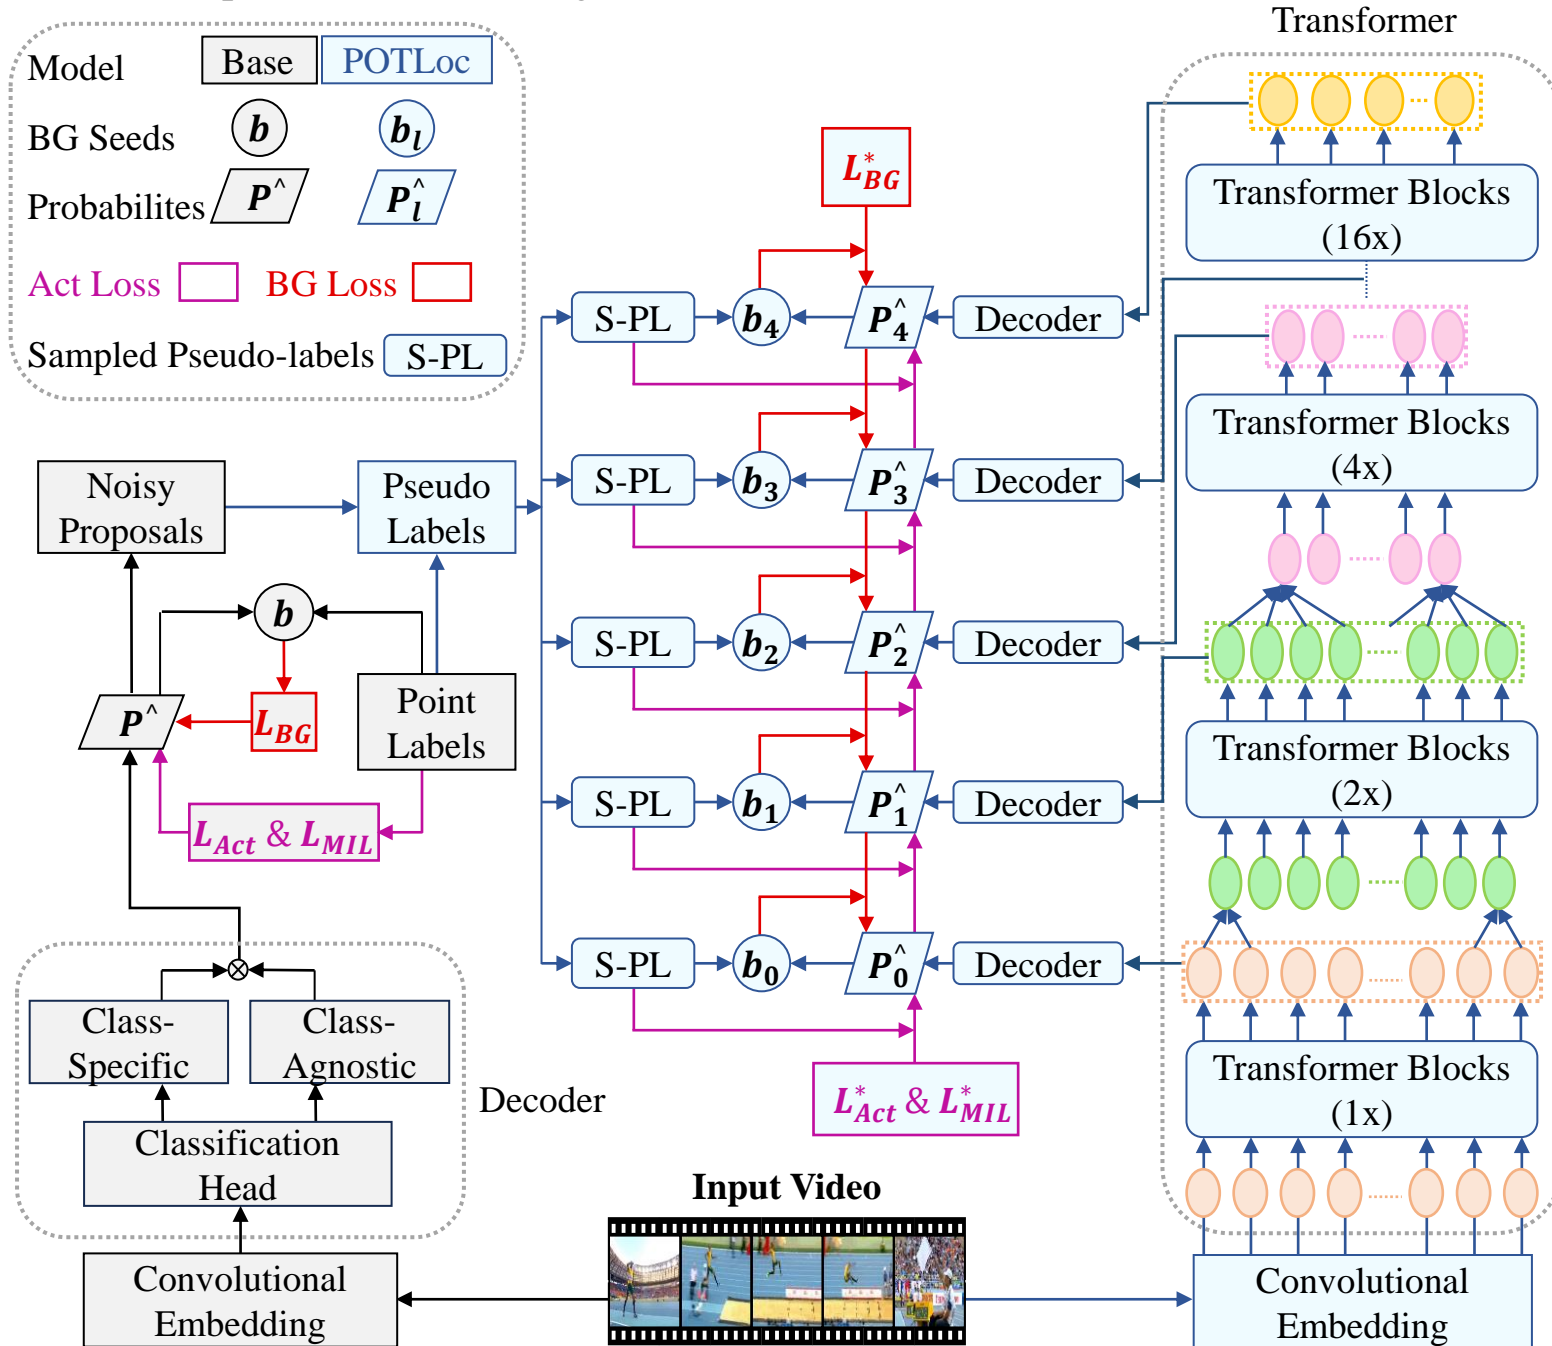 Transformer
Model Base POTLoc
BG Seeds b b_l
Probabilites P^ P^_l
Act Loss BG Loss
Sampled Pseudo-labels S-PL
L*_BG
Transformer Blocks
(16x)
S-PL b_4 P^_4 Decoder
Transformer Blocks
(4x)
Noisy
Proposals
Pseudo
Labels
S-PL b_3 P^_3 Decoder
b
S-PL b_2 P^_2 Decoder
P^
L_BG
Point
Labels
Transformer Blocks
(2x)
S-PL b_1 P^_1 Decoder
L_Act & L_MIL
S-PL b_0 P^_0 Decoder
Class-
Specific
Class-
Agnostic
Decoder
Transformer Blocks
(1x)
L*_Act & L*_MIL
Classification
Head
Input Video
Convolutional
Embedding
Convolutional
Embedding